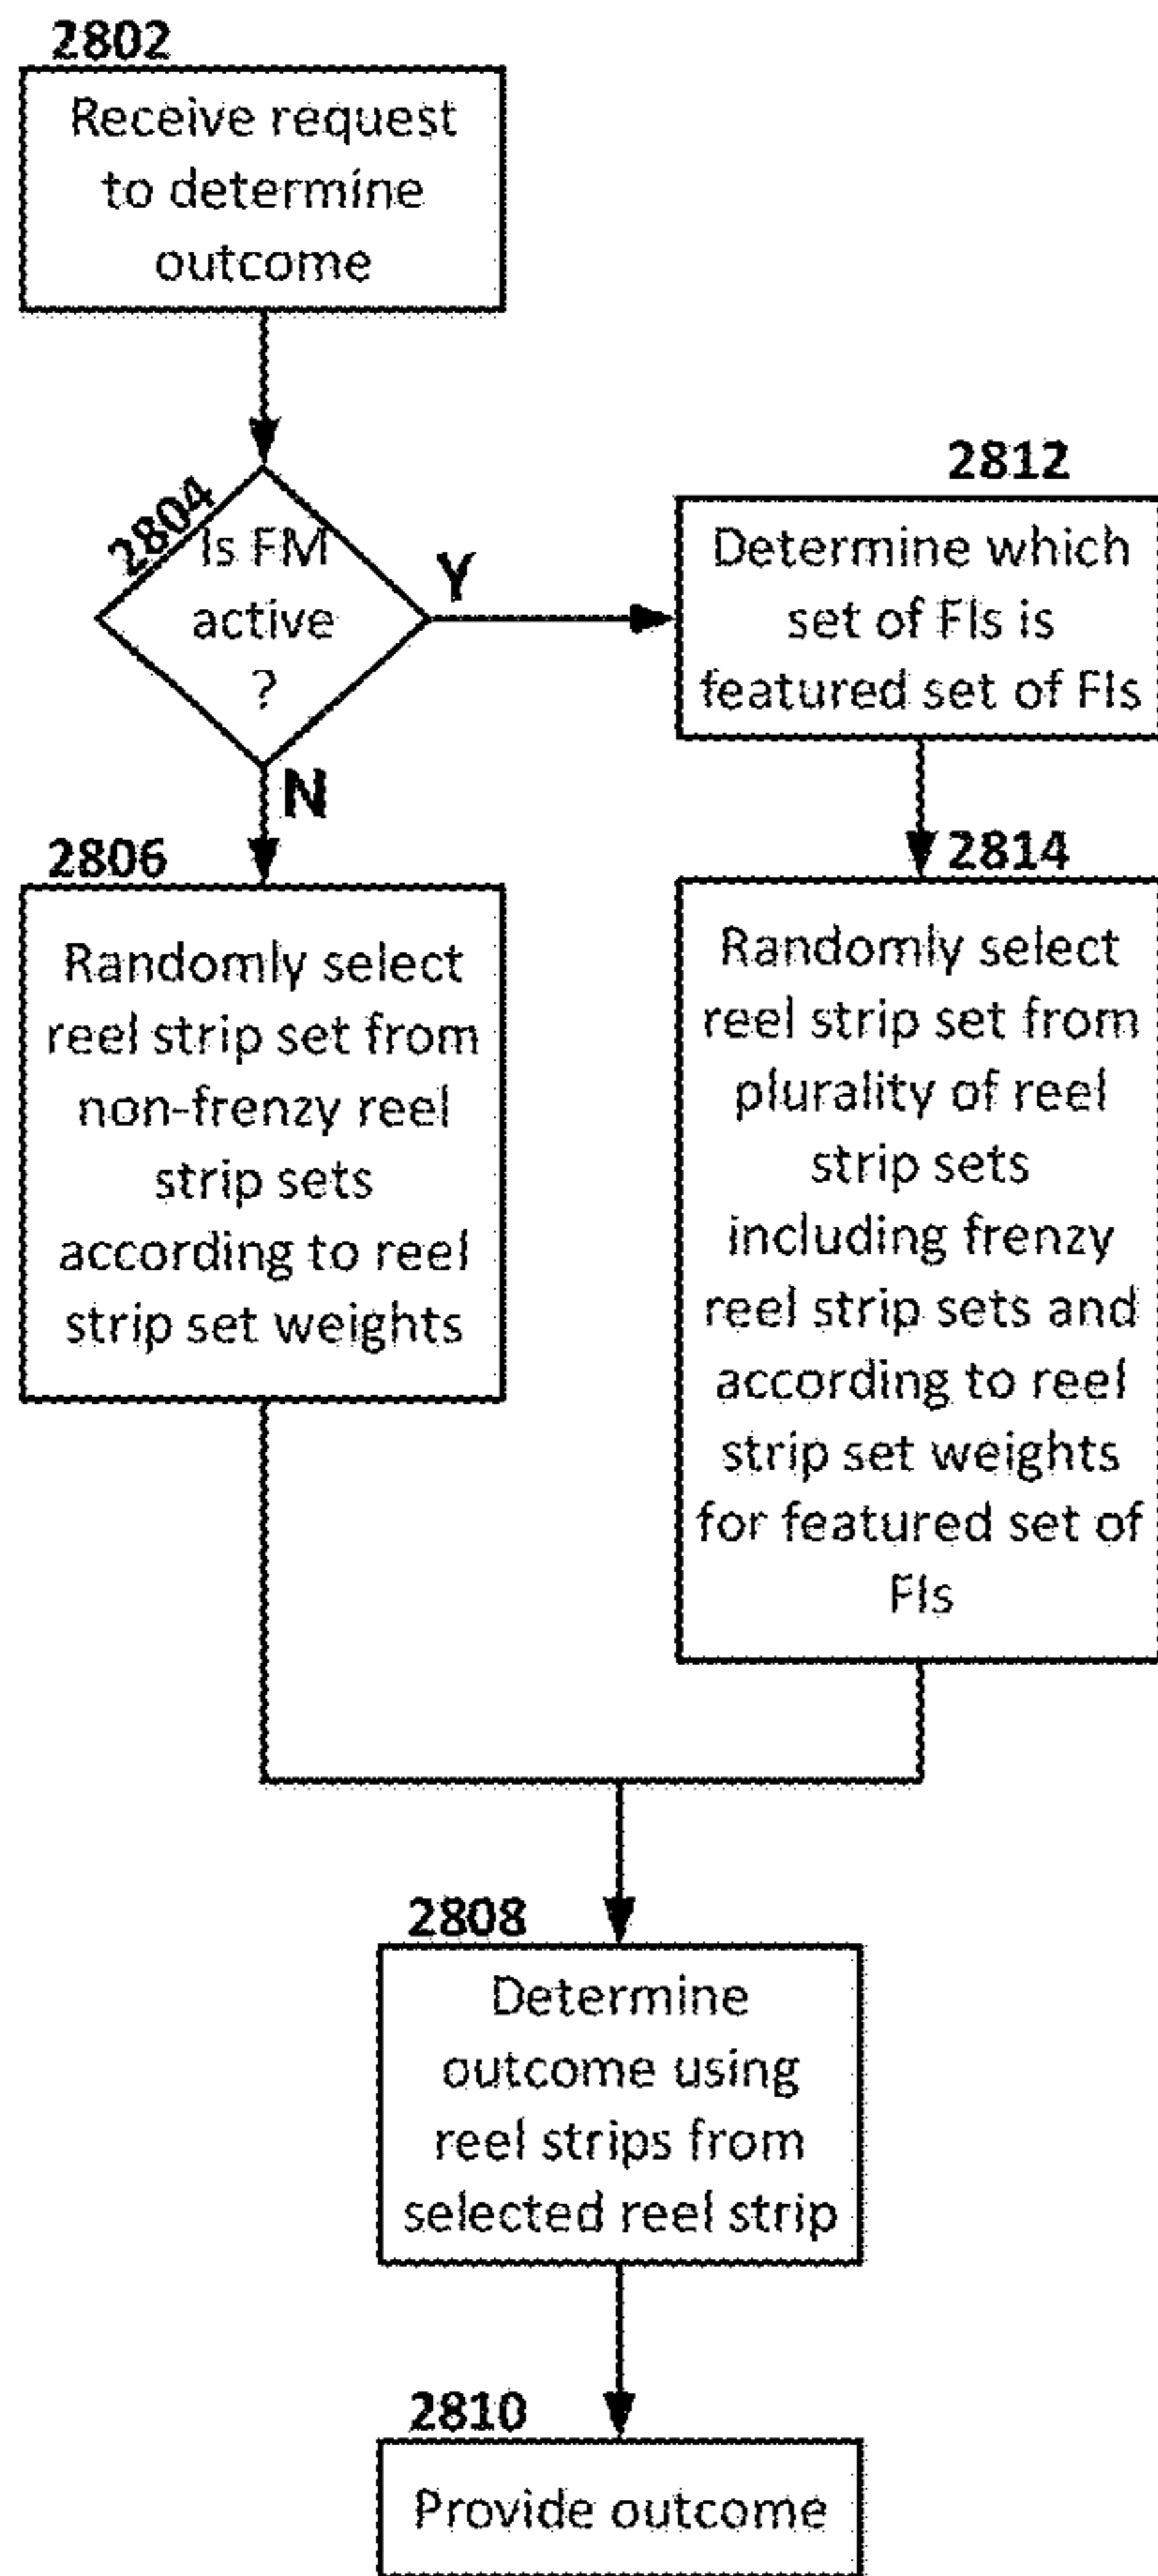 2802
Receive request
to determine
outcome
2804
Is FM
active
?
Y
N
2812
Determine which
set of FIs is
featured set of FIs
2806
Randomly select
reel strip set from
non-frenzy reel
strip sets
according to reel
strip set weights
2814
Randomly select
reel strip set from
plurality of reel
strip sets
including frenzy
reel strip sets and
according to reel
strip set weights
for featured set of
FIs
2808
Determine
outcome using
reel strips from
selected reel strip
2810
Provide outcome